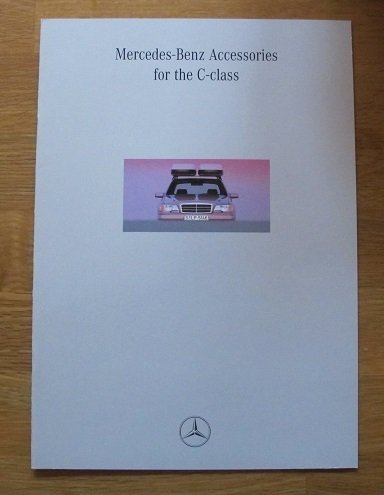 Mercedes-Benz Accessories
for the C-class